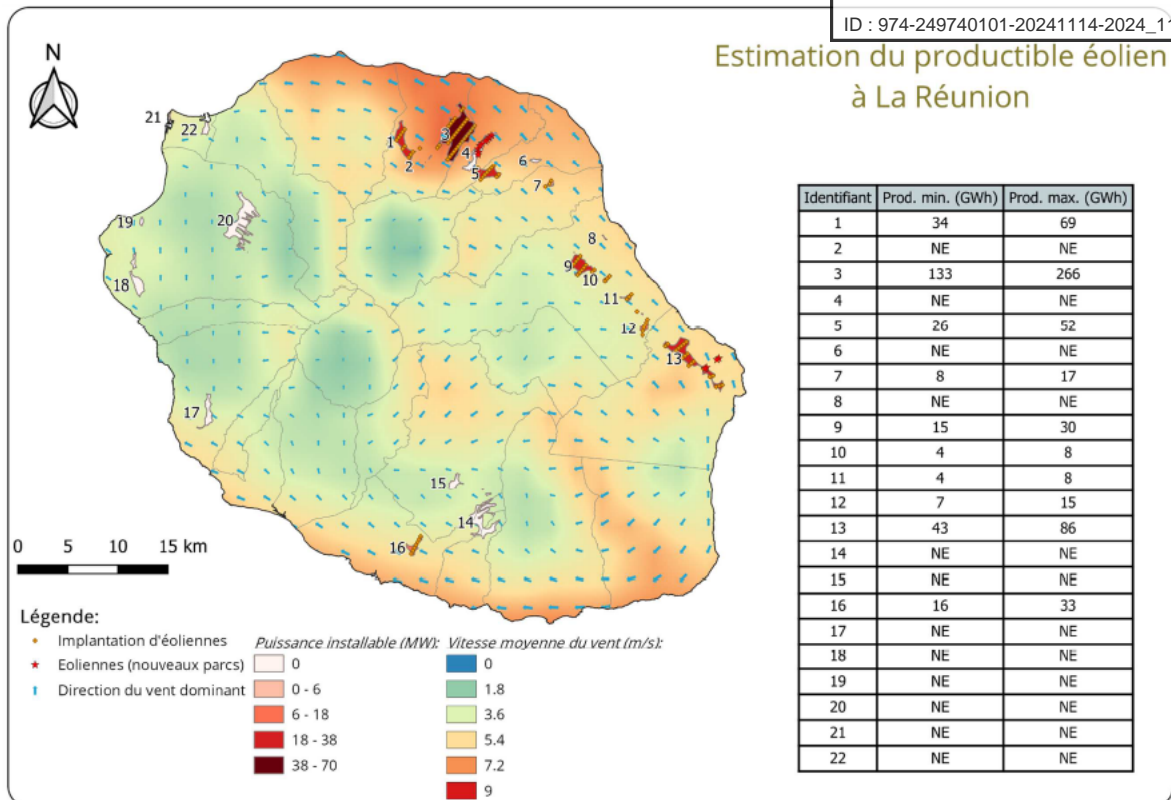 ID : 974-249740101-20241114-2024_11
Estimation du productible éolien
à La Réunion
N
21
22
1
2
3
4
5
6
7
8
9
10
11
12
13
14
15
16
17
18
19
20
0 5 10 15 km
Légende:
Implantation d'éoliennes
Eoliennes (nouveaux parcs)
Direction du vent dominant
Puissance installable (MW):
0
0 - 6
6 - 18
18 - 38
38 - 70
Vitesse moyenne du vent (m/s):
0
1.8
3.6
5.4
7.2
9
Identifiant Prod. min. (GWh) Prod. max. (GWh)
1 34 69
2 NE NE
3 133 266
4 NE NE
5 26 52
6 NE NE
7 8 17
8 NE NE
9 15 30
10 4 8
11 4 8
12 7 15
13 43 86
14 NE NE
15 NE NE
16 16 33
17 NE NE
18 NE NE
19 NE NE
20 NE NE
21 NE NE
22 NE NE